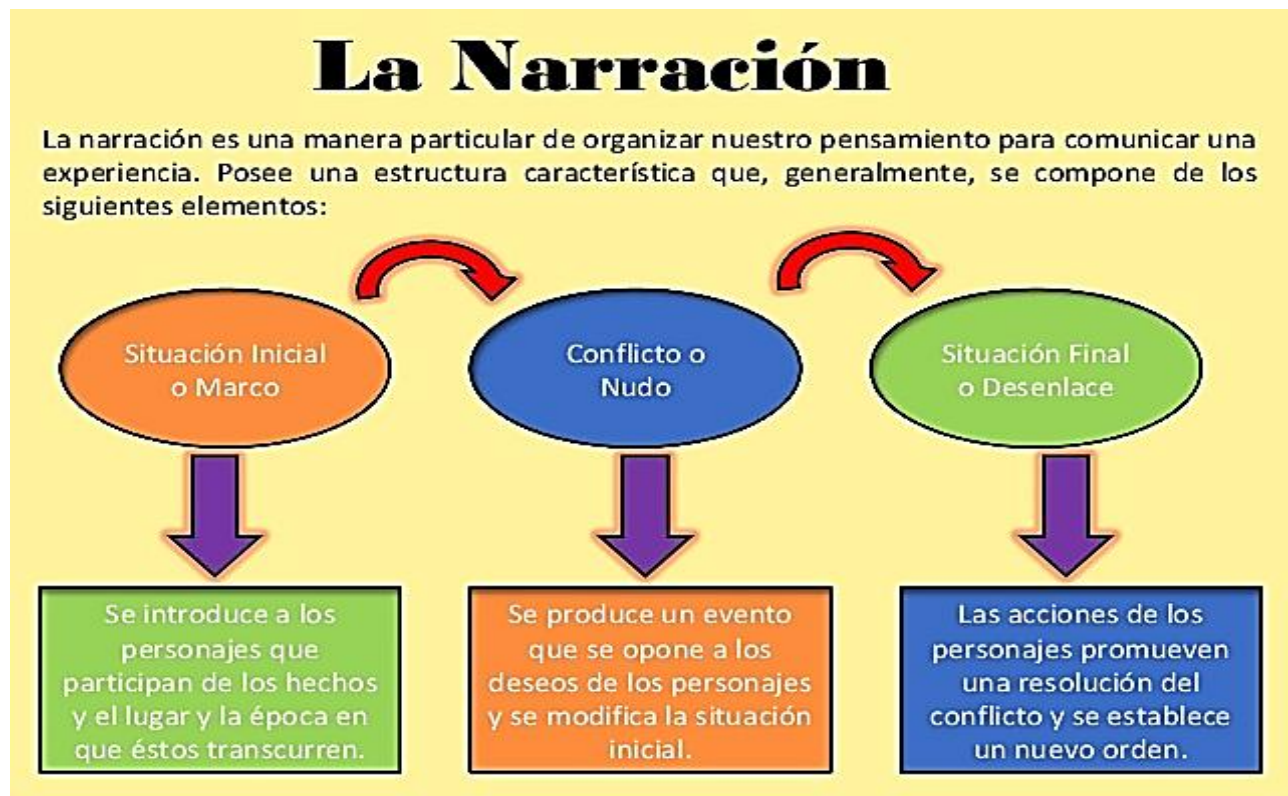 La Narración
La narración es una manera particular de organizar nuestro pensamiento para comunicar una
experiencia. Posee una estructura característica que, generalmente, se compone de los
siguientes elementos:
Situación Inicial
o Marco
Conflicto o
Nudo
Situación Final
o Desenlace
Se introduce a los
personajes que
participan de los hechos
y el lugar y la época en
que éstos transcurren.
Se produce un evento
que se opone a los
deseos de los personajes
y se modifica la situación
inicial.
Las acciones de los
personajes promueven
una resolución del
conflicto y se establece
un nuevo orden.